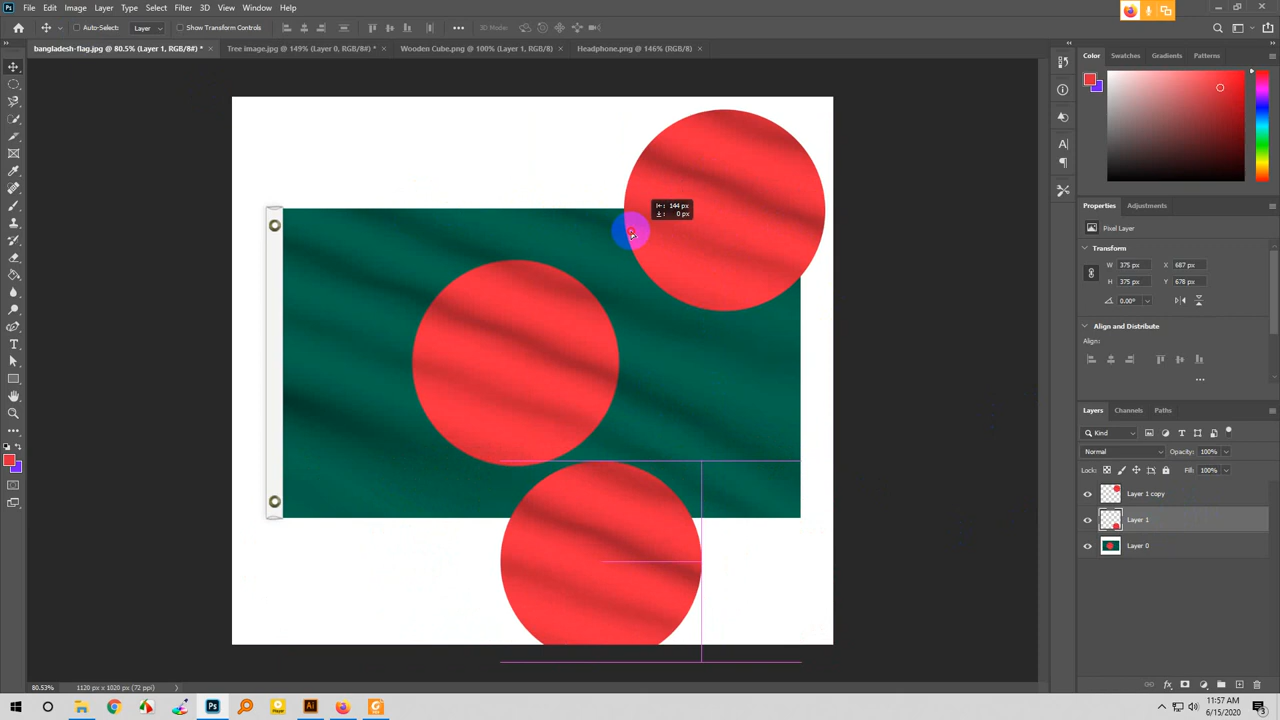 File Edit Image Layer Type Select Filter 3D View Window Help
Auto-Select: Layer Show Transform Controls 3D Mode:
bangladesh-flag.jpg @ 80.5% (Layer 1, RGB/8#) * × Tree image.jpg @ 149% (Layer 0, RGB/8#) * × Wooden Cube.png @ 100% (Layer 1, RGB/8) × Headphone.png @ 146% (RGB/8) ×
Color Swatches Gradients Patterns
144 px
0 px
Properties Adjustments
Pixel Layer
Transform
W 375 px X 687 px
H 375 px Y 678 px
0.00°
Align and Distribute
Align:
Layers Channels Paths
Kind
Normal Opacity: 100%
Lock: Fill: 100%
Layer 1 copy
Layer 1
Layer 0
80.53% 1120 px x 1020 px (72 ppi)
11:57 AM
6/15/2020